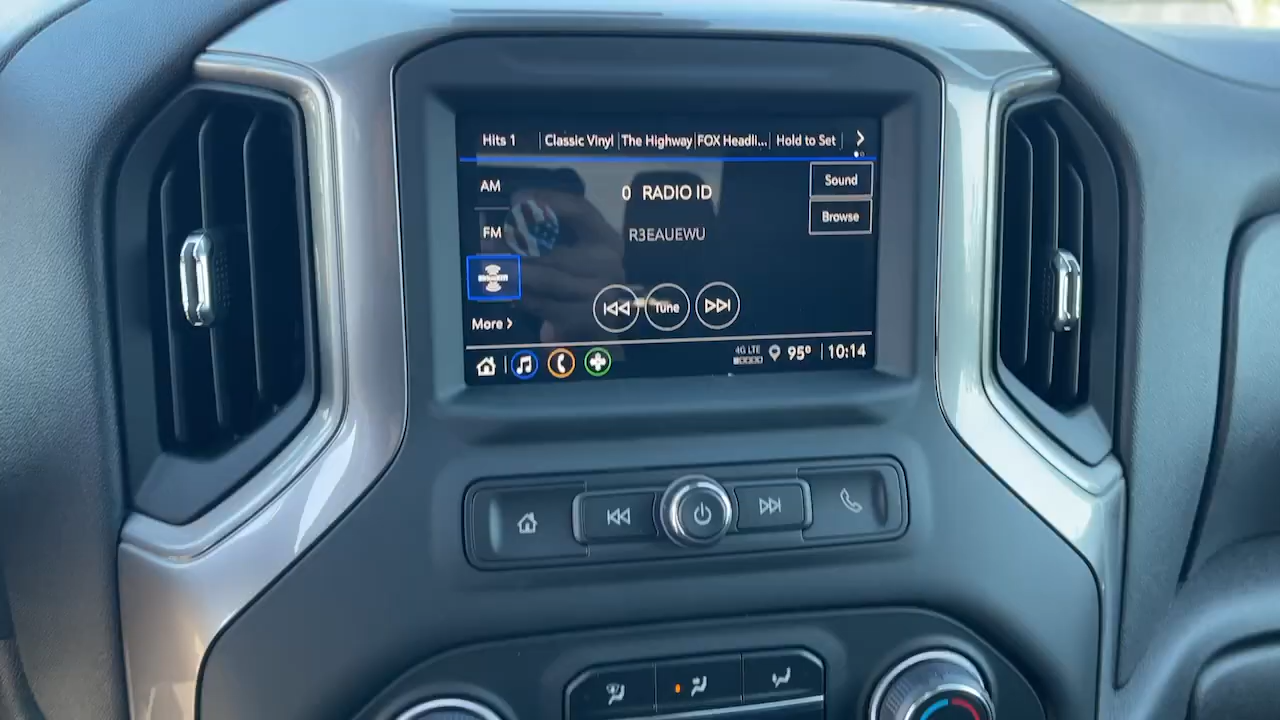 Hits 1 Classic Vinyl The Highway FOX Headli... Hold to Set
AM
0 RADIO ID
Sound
Browse
FM
R3EAUEWU
Tune
More
4G LTE 95° 10:14